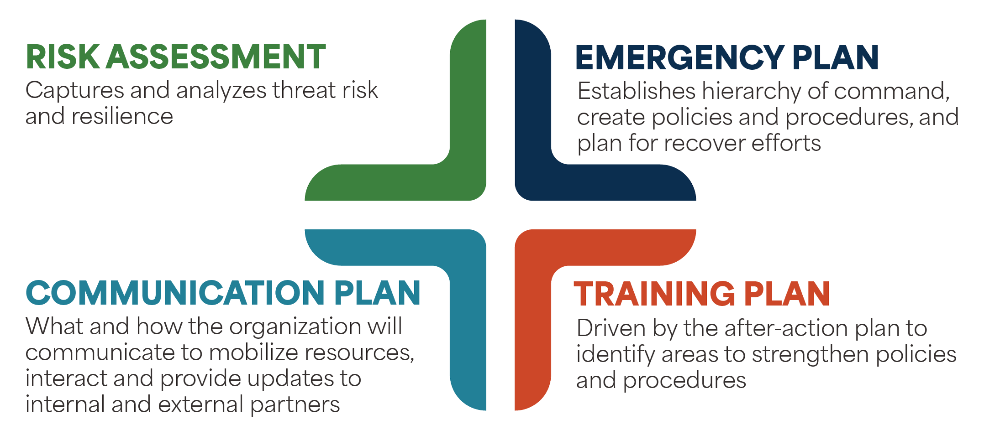 RISK ASSESSMENT
Captures and analyzes threat risk
and resilience
EMERGENCY PLAN
Establishes hierarchy of command,
create policies and procedures, and
plan for recover efforts
COMMUNICATION PLAN
What and how the organization will
communicate to mobilize resources,
interact and provide updates to
internal and external partners
TRAINING PLAN
Driven by the after-action plan to
identify areas to strengthen policies
and procedures